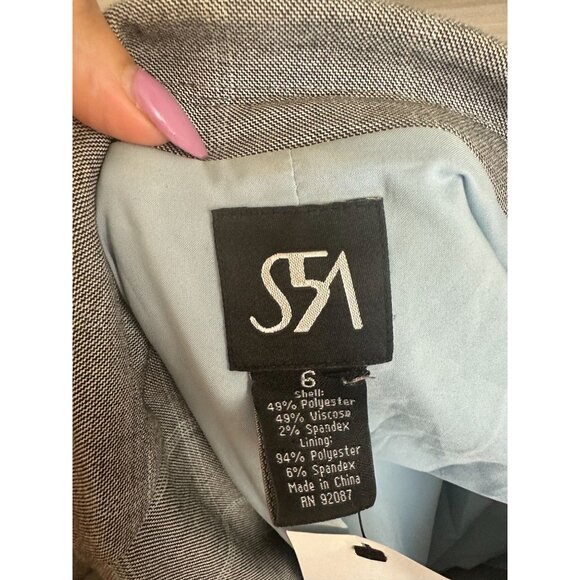 S5A
6
Shell:
49% Polyester
49% Viscose
2% Spandex
Lining:
94% Polyester
6% Spandex
Made in China
RN 92087